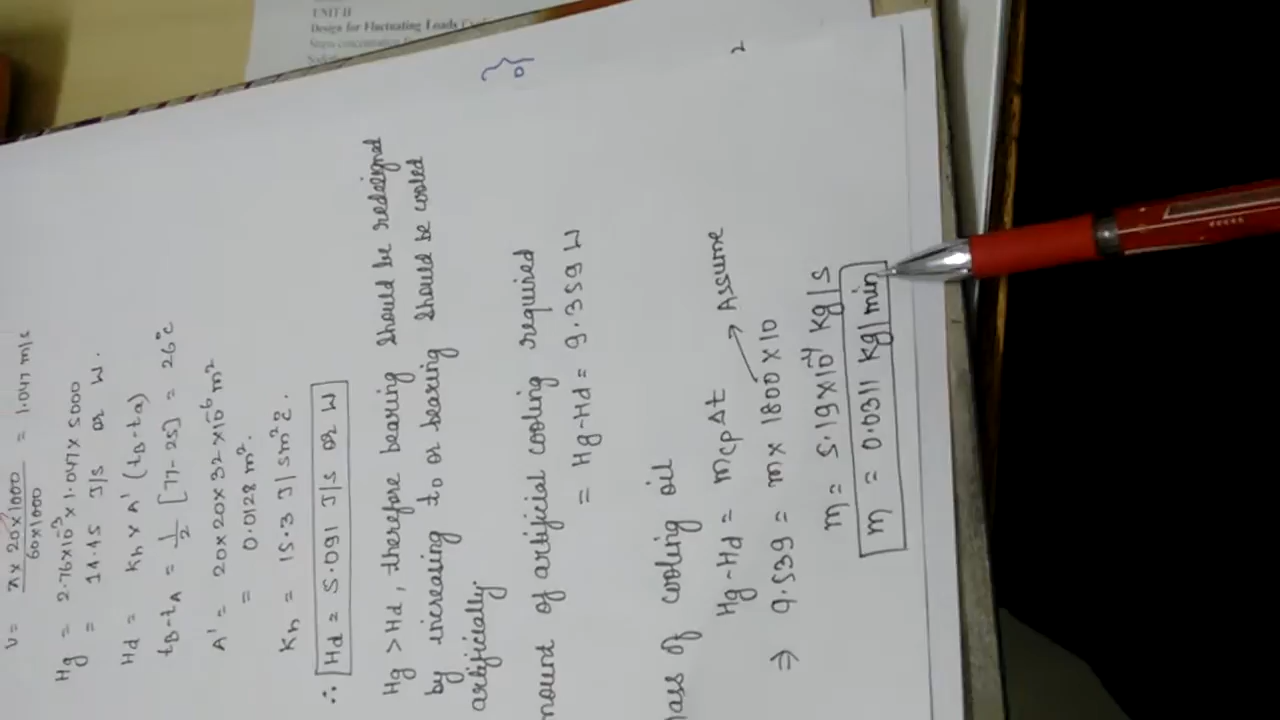 UNIT II
Design for Fluctuating Loads
Stress concentration
V = π x 20 x 1000 / 60 x 1000 = 1.047 m/s
Hg = 2.76 x 10⁻³ x 1.047 x 5000
= 14.45 J/s or W.
Hd = Kh x A' (tB - ta)
tB - tA = 1/2 [77 - 25] = 26°C
A' = 20 x 20 x 32 x 10⁻⁶ m²
= 0.0128 m².
Kh = 15.3 J/sm²c.
∴ Hd = 5.091 J/s or W
Hg > Hd, therefore bearing should be redesigned
by increasing to or bearing should be cooled
artificially.
mount of artificial cooling required
= Hg - Hd = 9.359 W
lass of cooling oil
Hg - Hd = mcpΔt
→ Assume
⇒ 9.539 = m x 1800 x 10
m = 5.19 x 10⁻⁴ kg/s
m = 0.0311 kg/min
2